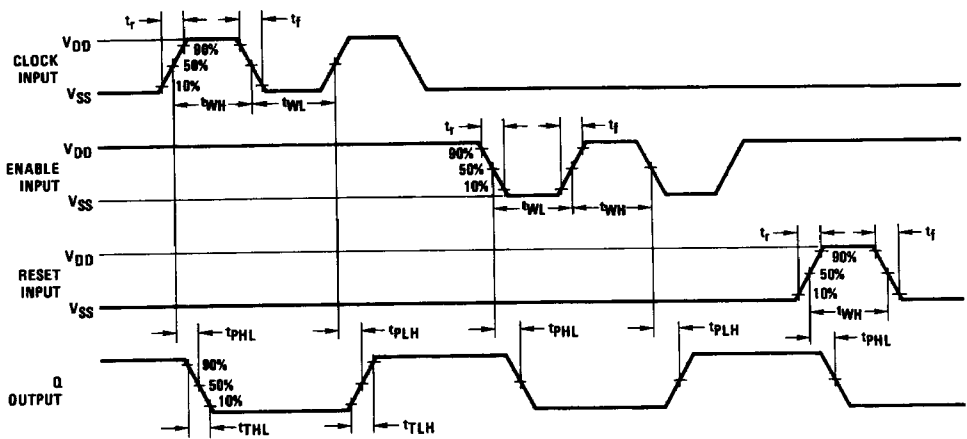 tr
tf
VDD
90%
CLOCK
INPUT
50%
10%
VSS
tWH
tWL
tr
tf
VDD
90%
ENABLE
INPUT
50%
10%
VSS
tWL
tWH
tr
tf
VDD
90%
RESET
INPUT
50%
10%
VSS
tWH
tPHL
tPLH
tPHL
tPLH
tPHL
90%
Q
OUTPUT
50%
10%
tTHL
tTLH